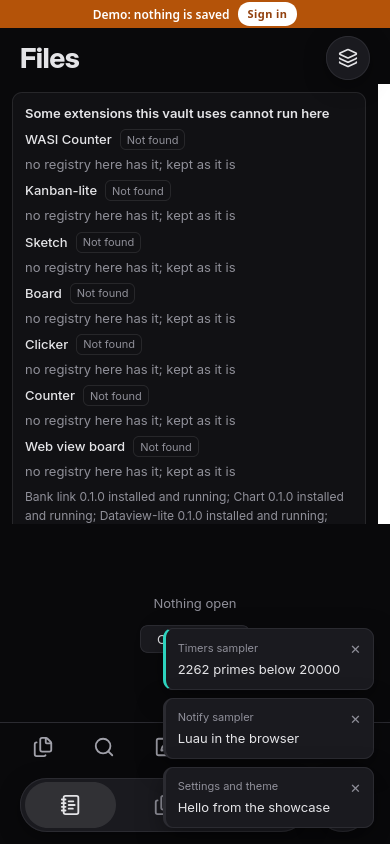 Demo: nothing is saved Sign in
Files
Some extensions this vault uses cannot run here
WASI Counter Not found
no registry here has it; kept as it is
Kanban-lite Not found
no registry here has it; kept as it is
Sketch Not found
no registry here has it; kept as it is
Board Not found
no registry here has it; kept as it is
Clicker Not found
no registry here has it; kept as it is
Counter Not found
no registry here has it; kept as it is
Web view board Not found
no registry here has it; kept as it is
Bank link 0.1.0 installed and running; Chart 0.1.0 installed
and running; Dataview-lite 0.1.0 installed and running;
Nothing open
Timers sampler
2262 primes below 20000
Notify sampler
Luau in the browser
Settings and theme
Hello from the showcase